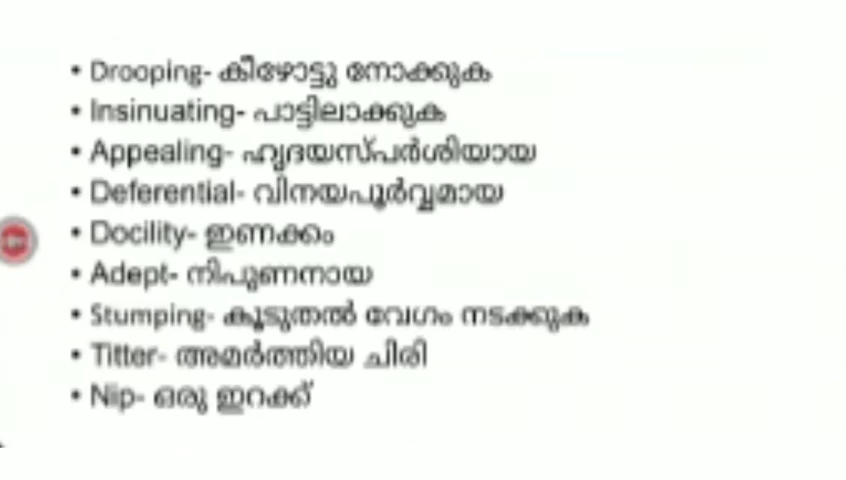 • Drooping- കീഴോട്ടു നോക്കുക
• Insinuating- പാട്ടിലാക്കുക
• Appealing- ഹൃദയസ്പർശിയായ
• Deferential- വിനയപൂർവ്വമായ
• Docility- ഇണക്കം
• Adept- നിപുണനായ
• Stumping- കൂടുതൽ വേഗം നടക്കുക
• Titter- അമർത്തിയ ചിരി
• Nip- ഒരു ഇറക്ക്